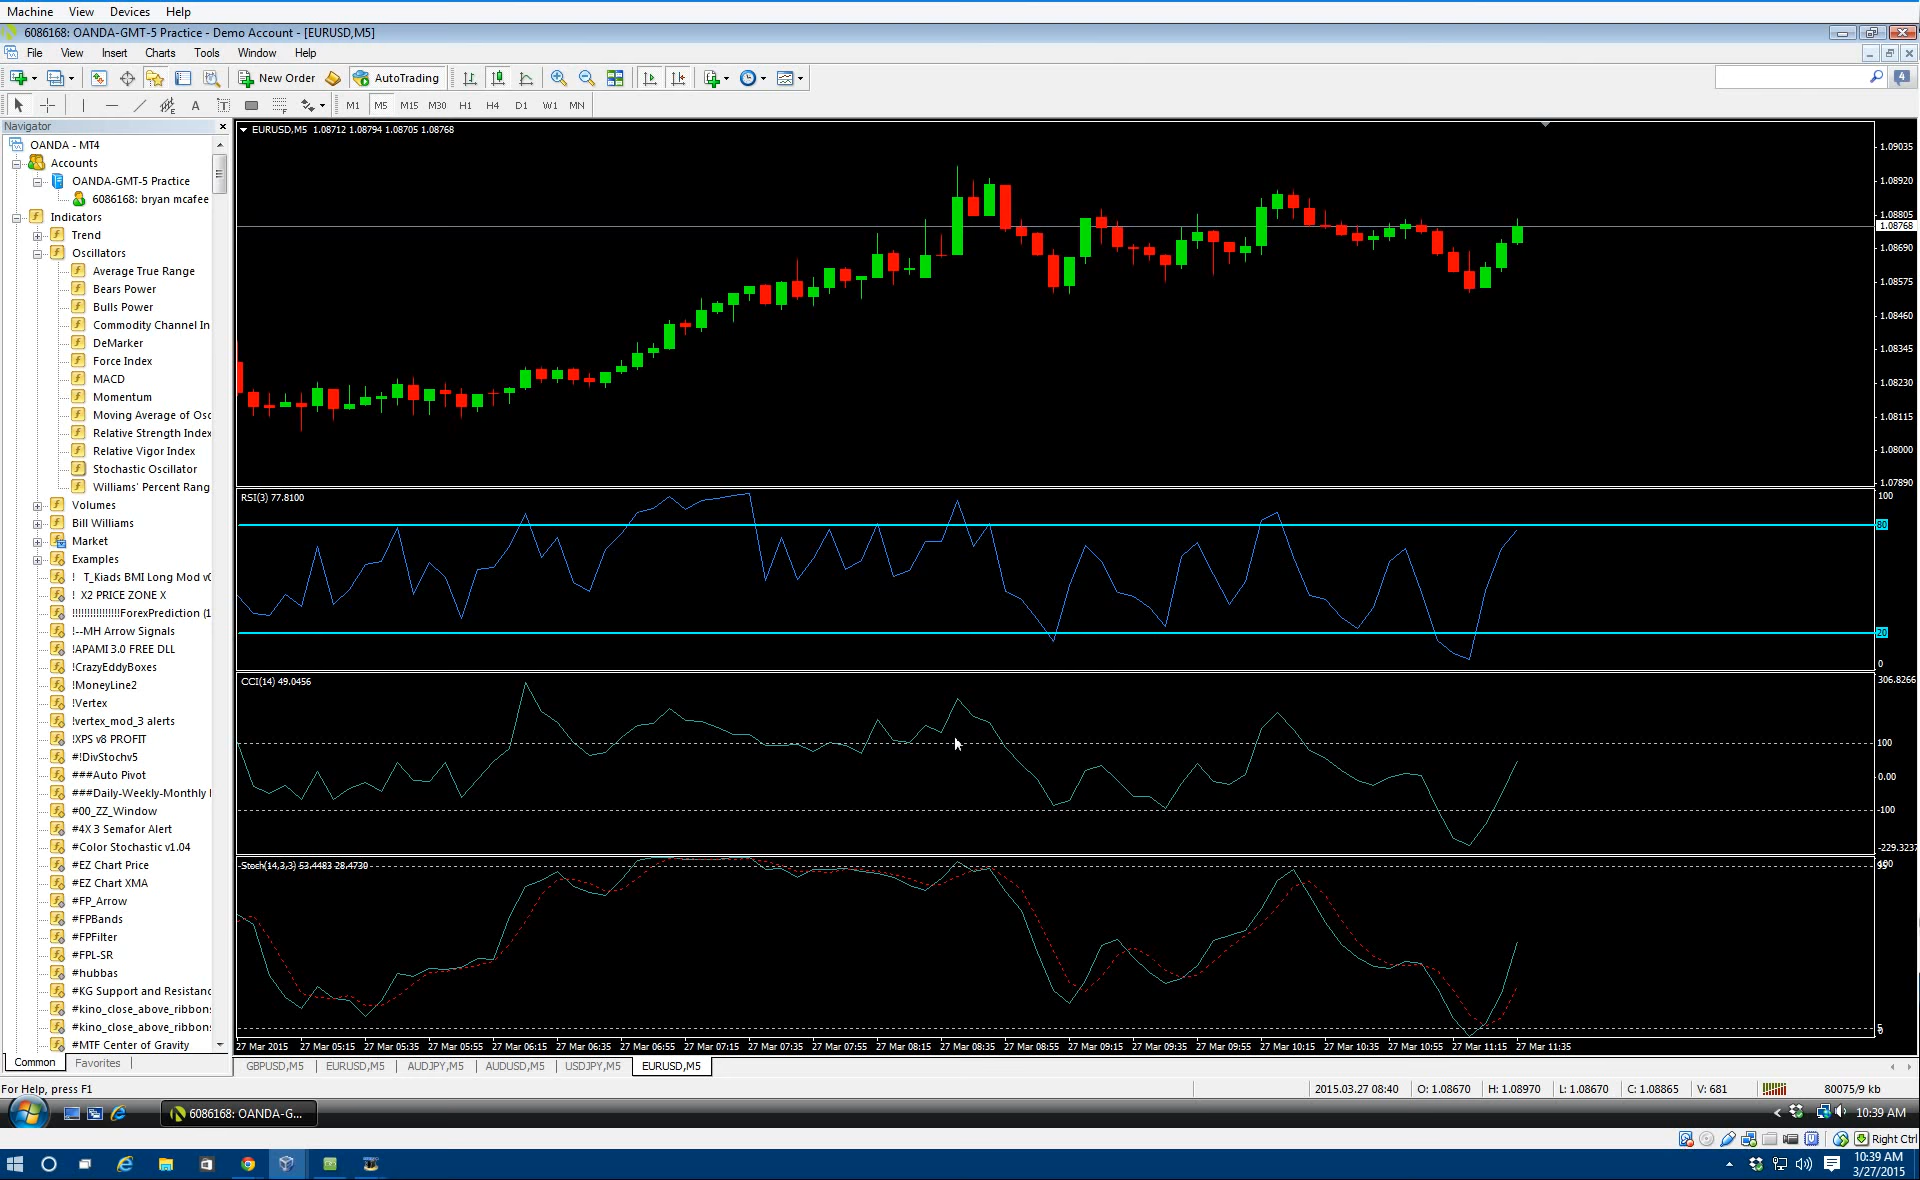 Machine View Devices Help
6086168: OANDA-GMT-5 Practice - Demo Account - [EURUSD,M5]
File View Insert Charts Tools Window Help
New Order AutoTrading
4
A T M1 M5 M15 M30 H1 H4 D1 W1 MN
Navigator
OANDA - MT4
Accounts
OANDA-GMT-5 Practice
6086168: bryan mcafee
Indicators
Trend
Oscillators
Average True Range
Bears Power
Bulls Power
Commodity Channel In
DeMarker
Force Index
MACD
Momentum
Moving Average of Osc
Relative Strength Index
Relative Vigor Index
Stochastic Oscillator
Williams' Percent Rang
Volumes
Bill Williams
Market
Examples
! T_Kiads BMI Long Mod v
! X2 PRICE ZONE X
!--MH Arrow Signals
!APAMI 3.0 FREE DLL
!CrazyEddyBoxes
!MoneyLine2
!Vertex
!vertex_mod_3 alerts
!XPS v8 PROFIT
#!DivStochv5
###Auto Pivot
###Daily-Weekly-Monthly
#00_ZZ_Window
#4X 3 Semafor Alert
#Color Stochastic v1.04
#EZ Chart Price
#EZ Chart XMA
#FP_Arrow
#FPBands
#FPFilter
#FPL-SR
#hubbas
#KG Support and Resistanc
#kino_close_above_ribbon
#kino_close_above_ribbon
#MTF Center of Gravity
Common Favorites
EURUSD,M5 1.08712 1.08794 1.08705 1.08768
1.09035
1.08920
1.08805
1.08768
1.08690
1.08575
1.08460
1.08345
1.08230
1.08115
1.08000
1.07890
RSI(3) 77.8100
100
80
20
0
CCI(14) 49.0456
306.8266
100
0.00
-100
-229.3237
Stoch(14,3,3) 53.4483 28.4730
27 Mar 2015 27 Mar 05:15 27 Mar 05:35 27 Mar 05:55 27 Mar 06:15 27 Mar 06:35 27 Mar 06:55 27 Mar 07:15 27 Mar 07:35 27 Mar 07:55 27 Mar 08:15 27 Mar 08:35 27 Mar 08:55 27 Mar 09:15 27 Mar 09:35 27 Mar 09:55 27 Mar 10:15 27 Mar 10:35 27 Mar 10:55 27 Mar 11:15 27 Mar 11:35
GBPUSD,M5 EURUSD,M5 AUDJPY,M5 AUDUSD,M5 USDJPY,M5 EURUSD,M5
For Help, press F1
2015.03.27 08:40 O: 1.08670 H: 1.08970 L: 1.08670 C: 1.08865 V: 681 80075/9 kb
6086168: OANDA-G...
10:39 AM
Right Ctrl
10:39 AM
3/27/2015